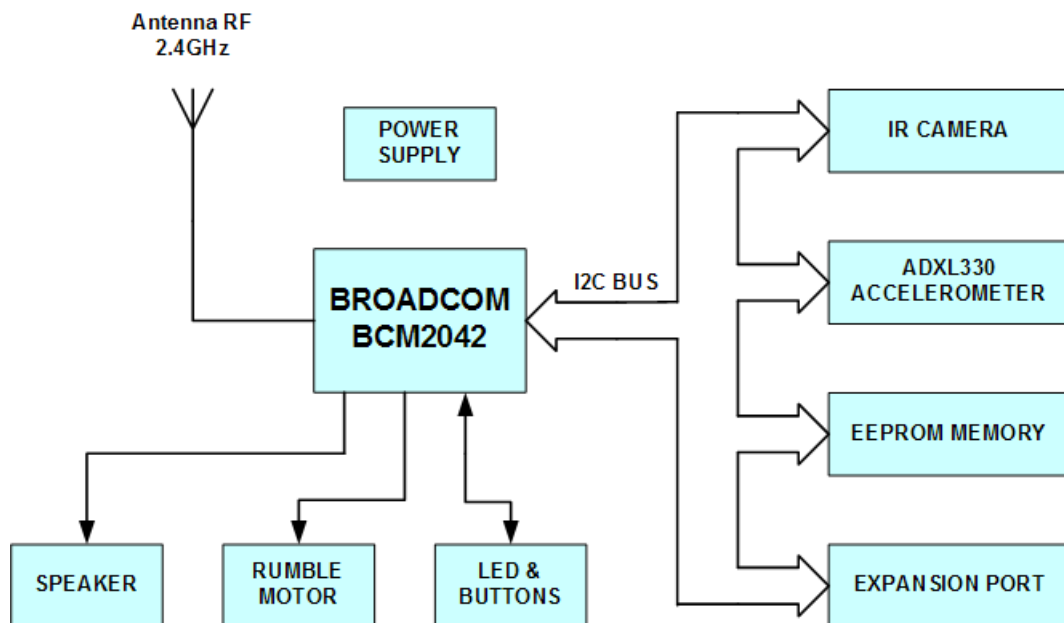 Antenna RF
2.4GHz
POWER
SUPPLY
IR CAMERA
I2C BUS
ADXL330
ACCELEROMETER
BROADCOM
BCM2042
EEPROM MEMORY
SPEAKER
RUMBLE
MOTOR
LED &
BUTTONS
EXPANSION PORT